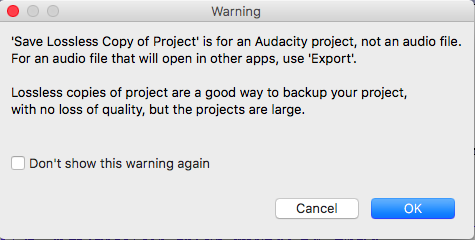 Warning
'Save Lossless Copy of Project' is for an Audacity project, not an audio file.
For an audio file that will open in other apps, use 'Export'.
Lossless copies of project are a good way to backup your project,
with no loss of quality, but the projects are large.
Don't show this warning again
Cancel
OK